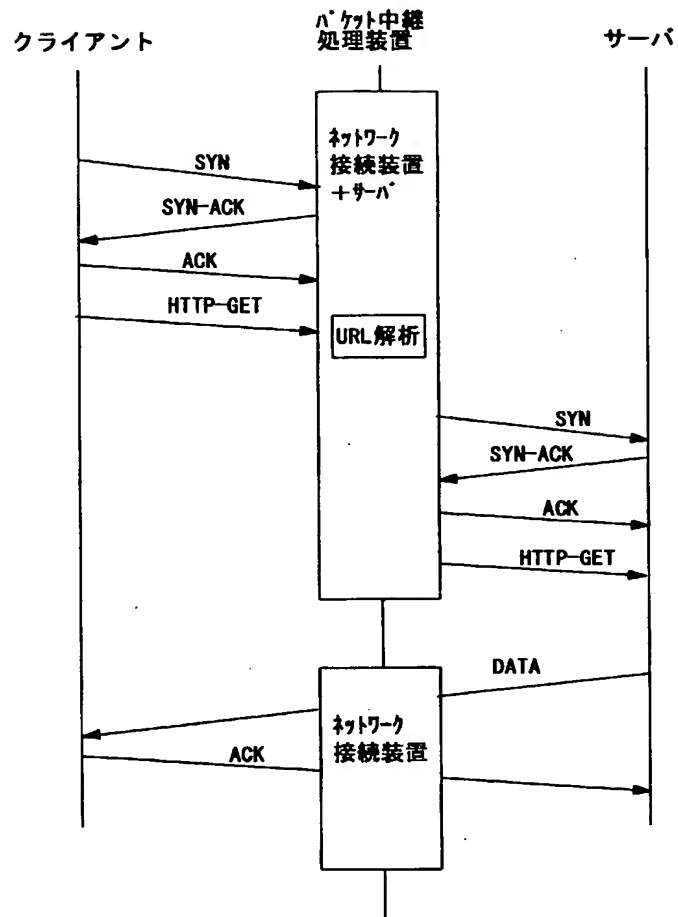 クライアント
パケット中継
処理装置
サーバ
ネットワーク
接続装置
+サーバ
SYN
SYN-ACK
ACK
HTTP-GET
URL解析
SYN
SYN-ACK
ACK
HTTP-GET
DATA
ネットワーク
接続装置
ACK